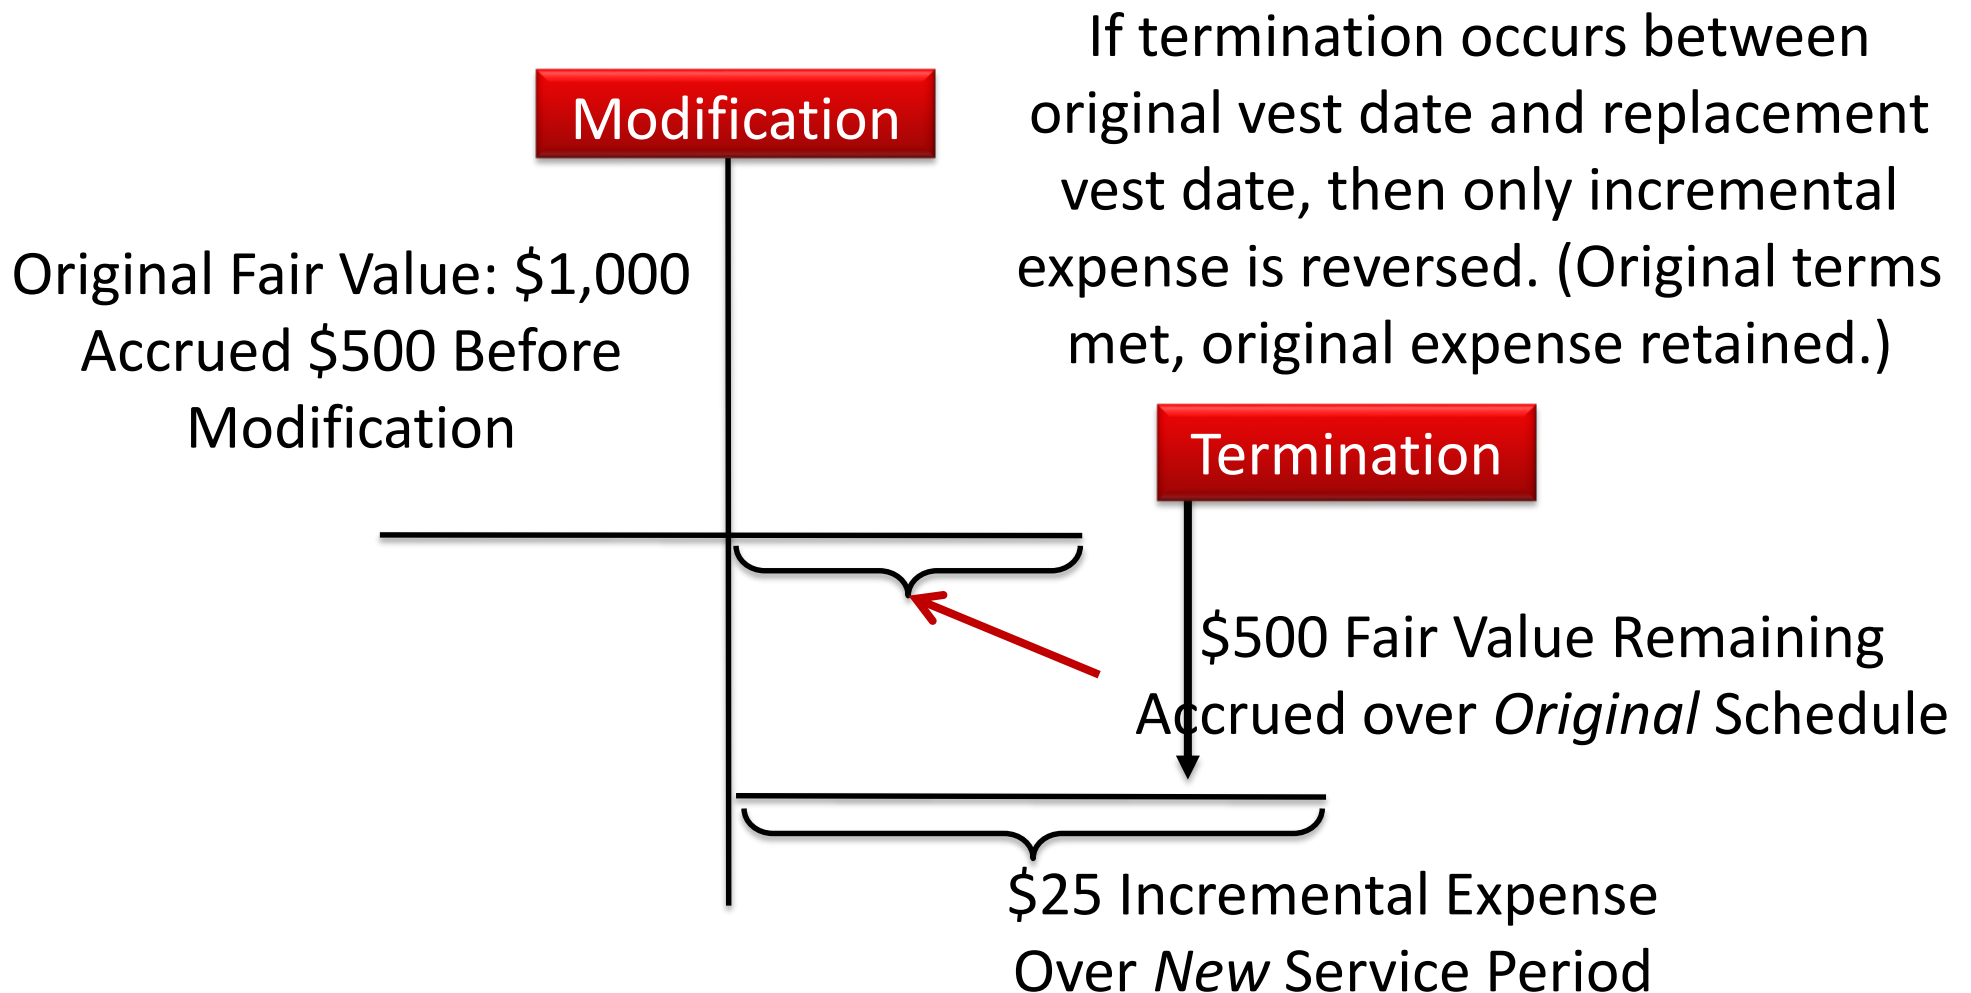 If termination occurs between
original vest date and replacement
vest date, then only incremental
expense is reversed. (Original terms
met, original expense retained.)
Modification
Original Fair Value: $1,000
Accrued $500 Before
Modification
Termination
$500 Fair Value Remaining
Accrued over Original Schedule
$25 Incremental Expense
Over New Service Period